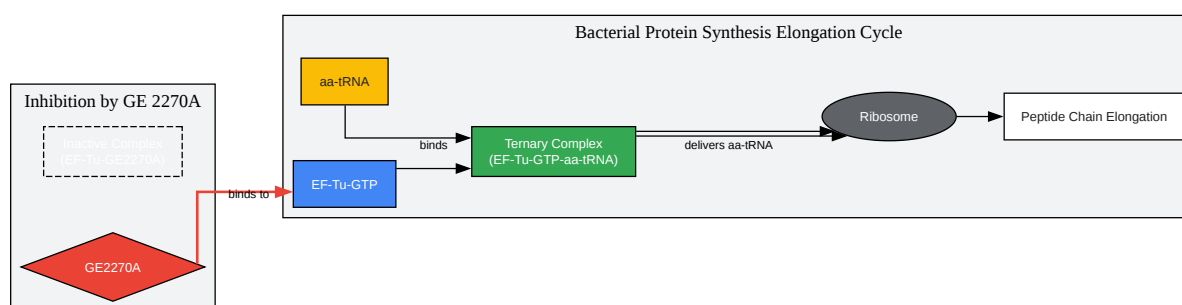 Bacterial Protein Synthesis Elongation Cycle
Inhibition by GE 2270A
Inactive Complex
(EF-Tu-GE2270A)
GE2270A
binds to
aa-tRNA
EF-Tu-GTP
binds
Ternary Complex
(EF-Tu-GTP-aa-tRNA)
delivers aa-tRNA
Ribosome
Peptide Chain Elongation